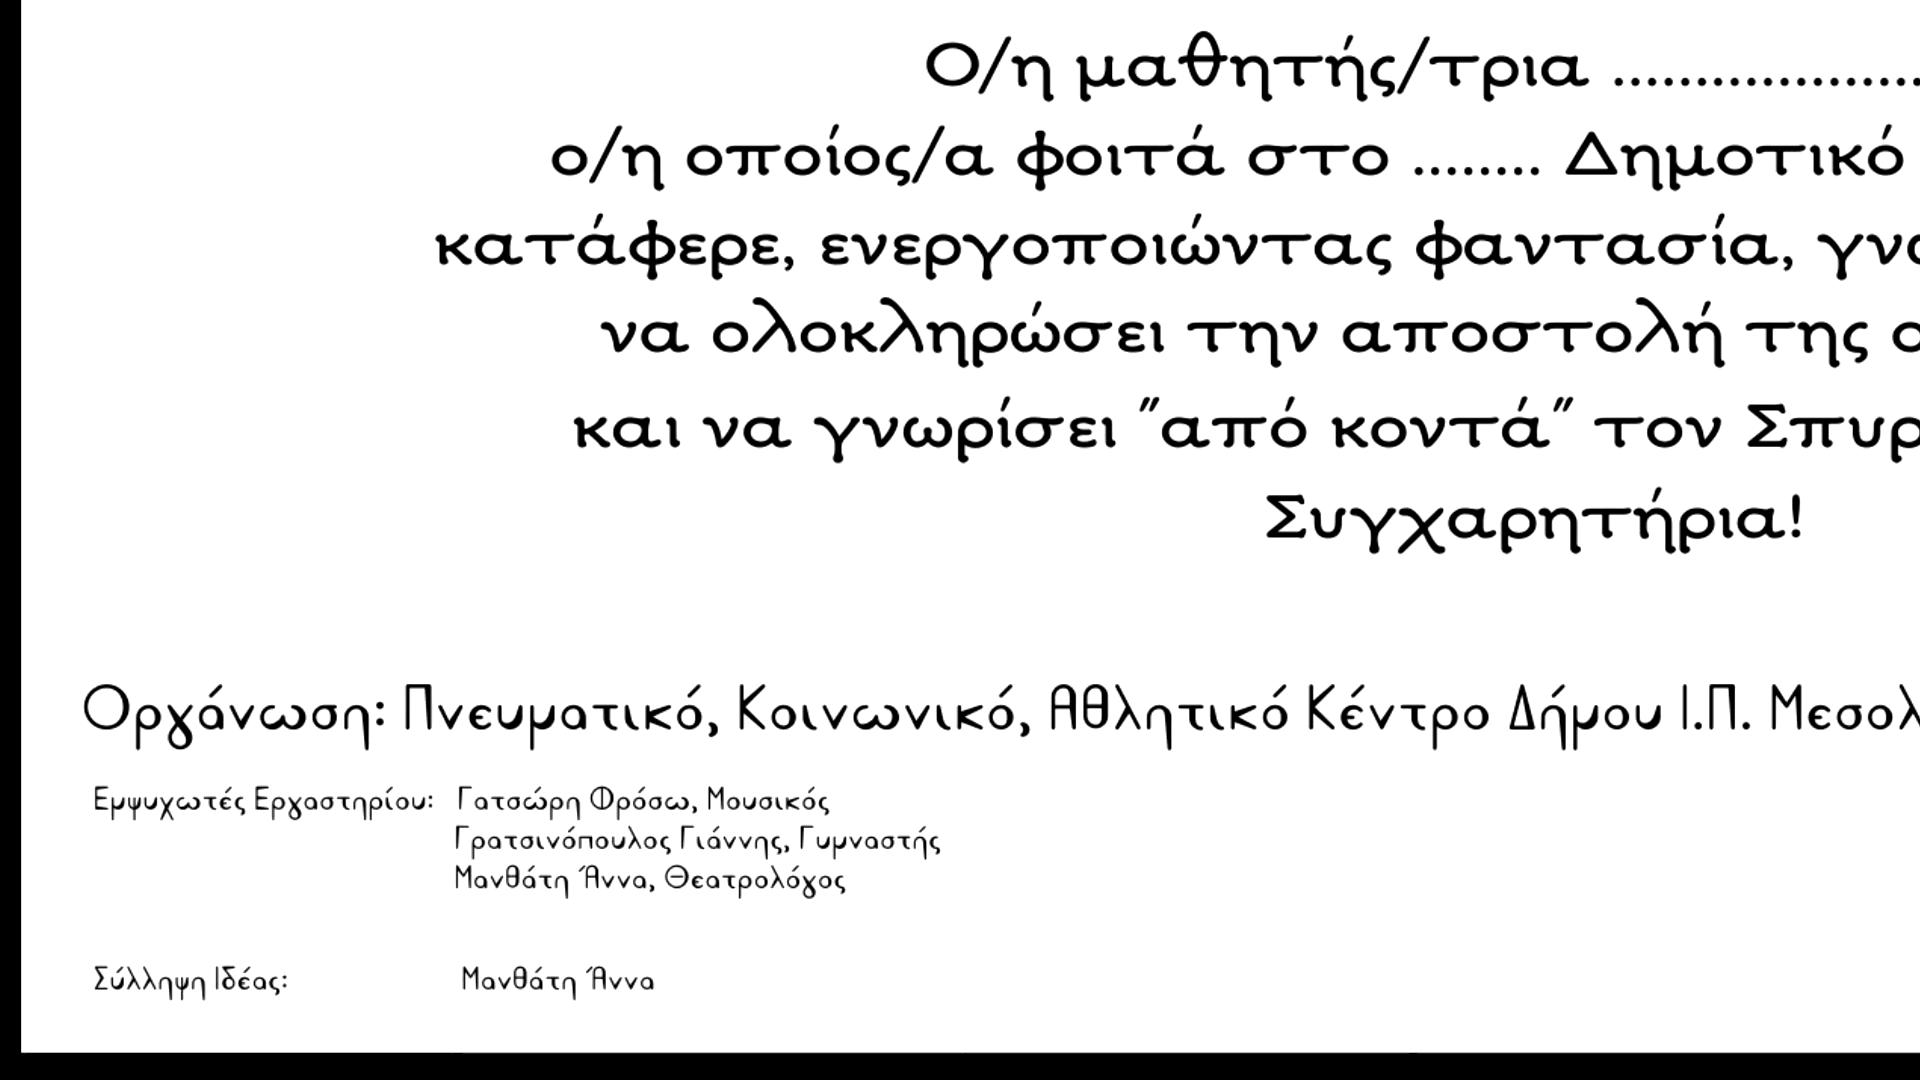 Ο/η μαθητής/τρια ...................
ο/η οποίος/α φοιτά στο ........ Δημοτικό
κατάφερε, ενεργοποιώντας φαντασία,
να ολοκληρώσει την αποστολή της
και να γνωρίσει "από κοντά" τον
Συγχαρητήρια!
Οργάνωση: Πνευματικό, Κοινωνικό, Αθλητικό Κέντρο Δήμου Ι.Π.
Εμψυχωτές Εργαστηρίου: Γατσώρη Φρόσω, Μουσικός
Γρατσινόπουλος Γιάννης, Γυμναστής
Μανθάτη Άννα, Θεατρολόγος
Σύλληψη Ιδέας: Μανθάτη Άννα